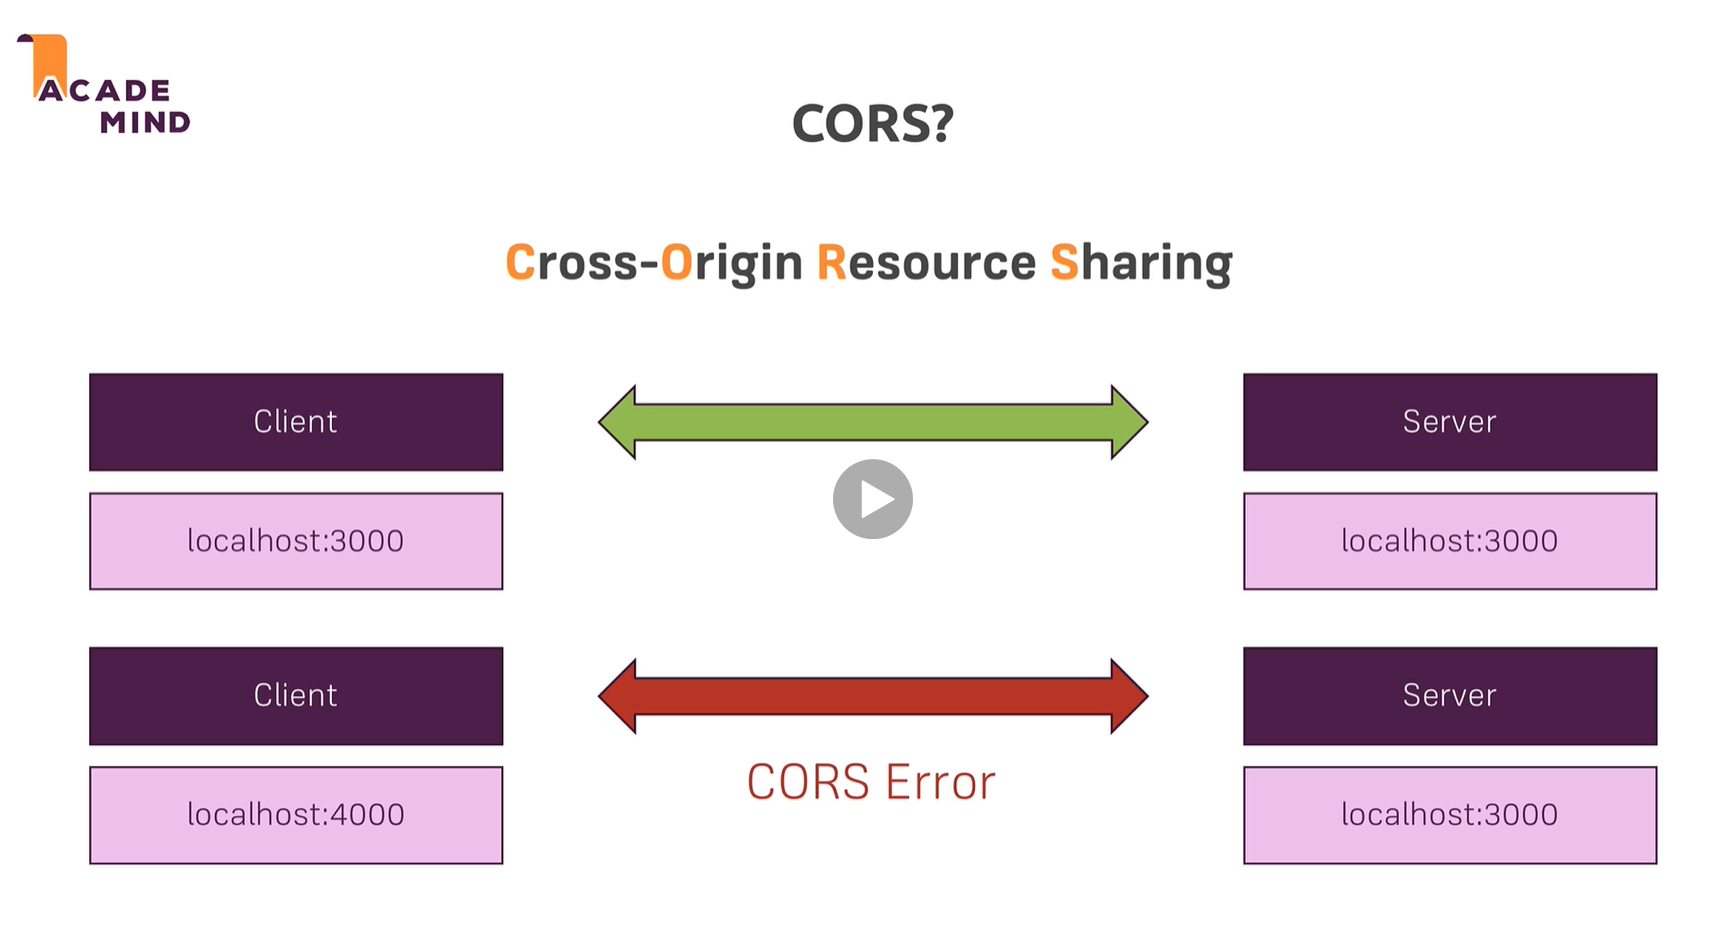 ACADE
MIND
CORS?
Cross-Origin Resource Sharing
Client
Server
localhost:3000
localhost:3000
Client
Server
CORS Error
localhost:4000
localhost:3000